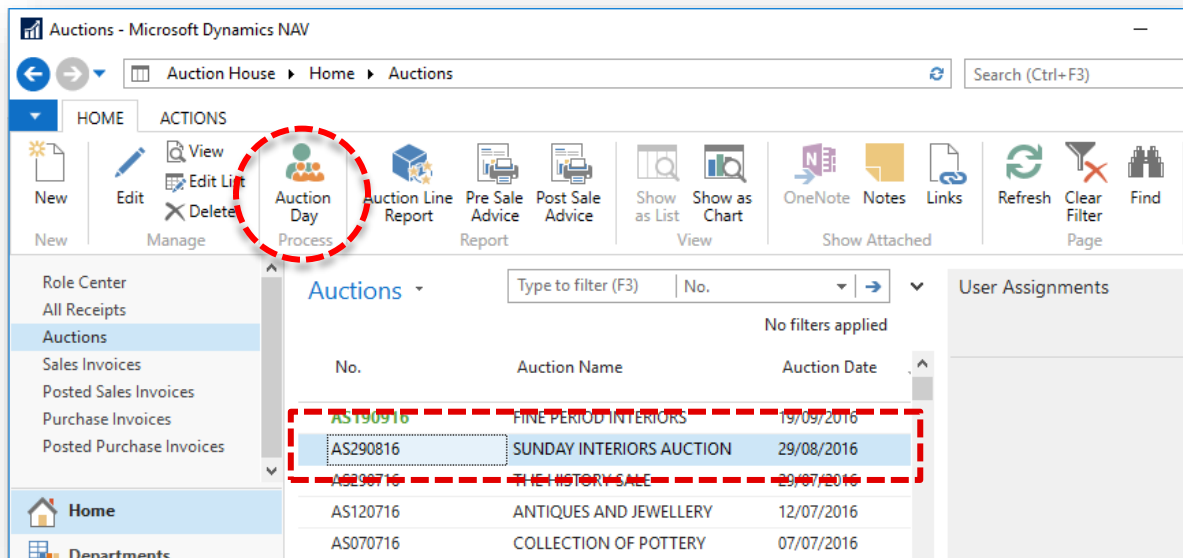 Auctions - Microsoft Dynamics NAV
Auction House ▸ Home ▸ Auctions
Search (Ctrl+F3)
HOME ACTIONS
New
Edit
View
Edit List
Delete
Auction Day
Auction Line Report
Pre Sale Advice
Post Sale Advice
Show as List
Show as Chart
OneNote
Notes
Links
Refresh
Clear Filter
Find
New Manage Process Report View Show Attached Page
Role Center
All Receipts
Auctions
Sales Invoices
Posted Sales Invoices
Purchase Invoices
Posted Purchase Invoices
Home
Departments
Auctions
Type to filter (F3) No.
No filters applied
No. Auction Name Auction Date
AS190916 FINE PERIOD INTERIORS 19/09/2016
AS290816 SUNDAY INTERIORS AUCTION 29/08/2016
AS290716 THE HISTORY SALE 29/07/2016
AS120716 ANTIQUES AND JEWELLERY 12/07/2016
AS070716 COLLECTION OF POTTERY 07/07/2016
User Assignments